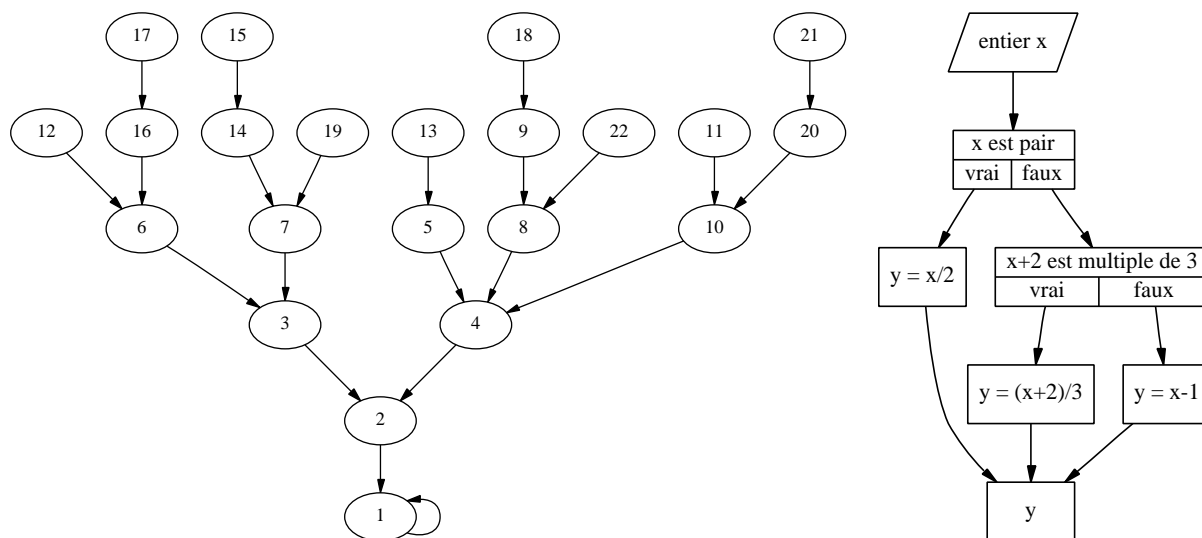 17 15 18 21
12 16 14 19 13 9 22 11 20
6 7 5 8 10
3 4
2
1
entier x
x est pair
vrai faux
y = x/2
x+2 est multiple de 3
vrai faux
y = (x+2)/3
y = x-1
y